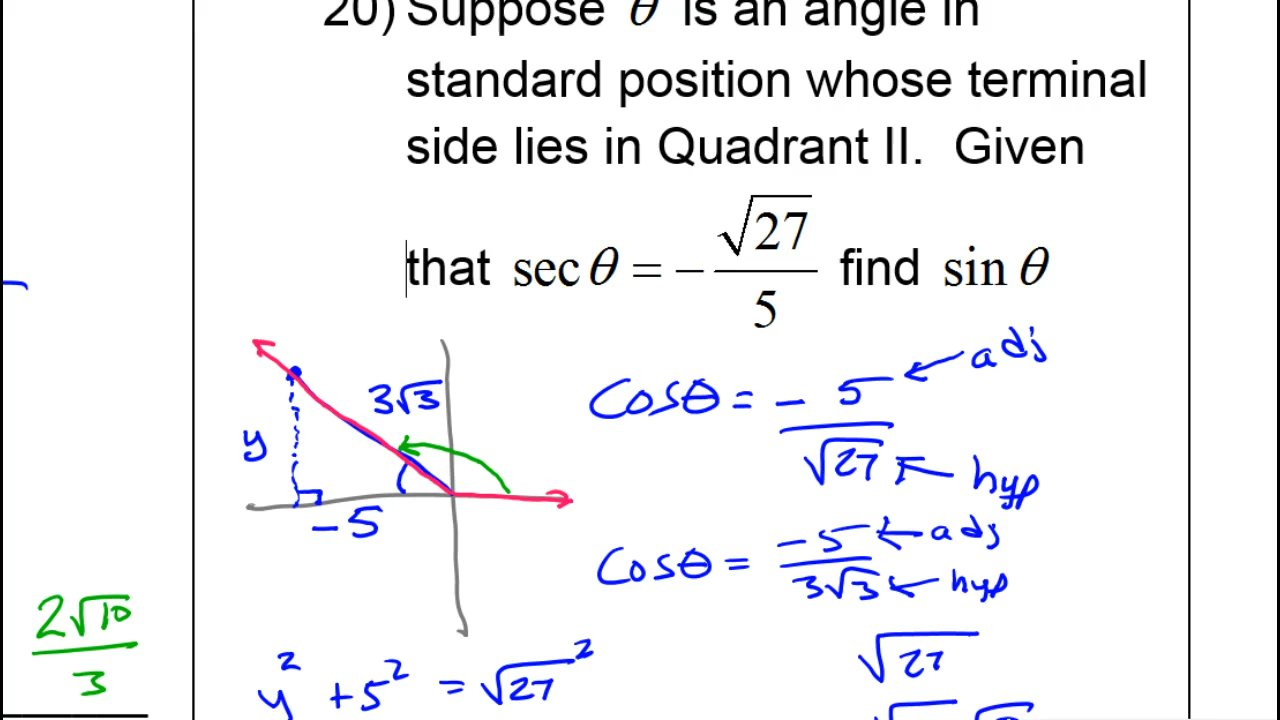 20) Suppose θ is an angle in
standard position whose terminal
side lies in Quadrant II. Given
that sec θ = −√27/5 find sin θ
Cosθ = −5/√27 ← adj ← hyp
3√3
y
−5
Cosθ = −5/3√3 ← adj ← hyp
2√10/3
√27
y² + 5² = √27²